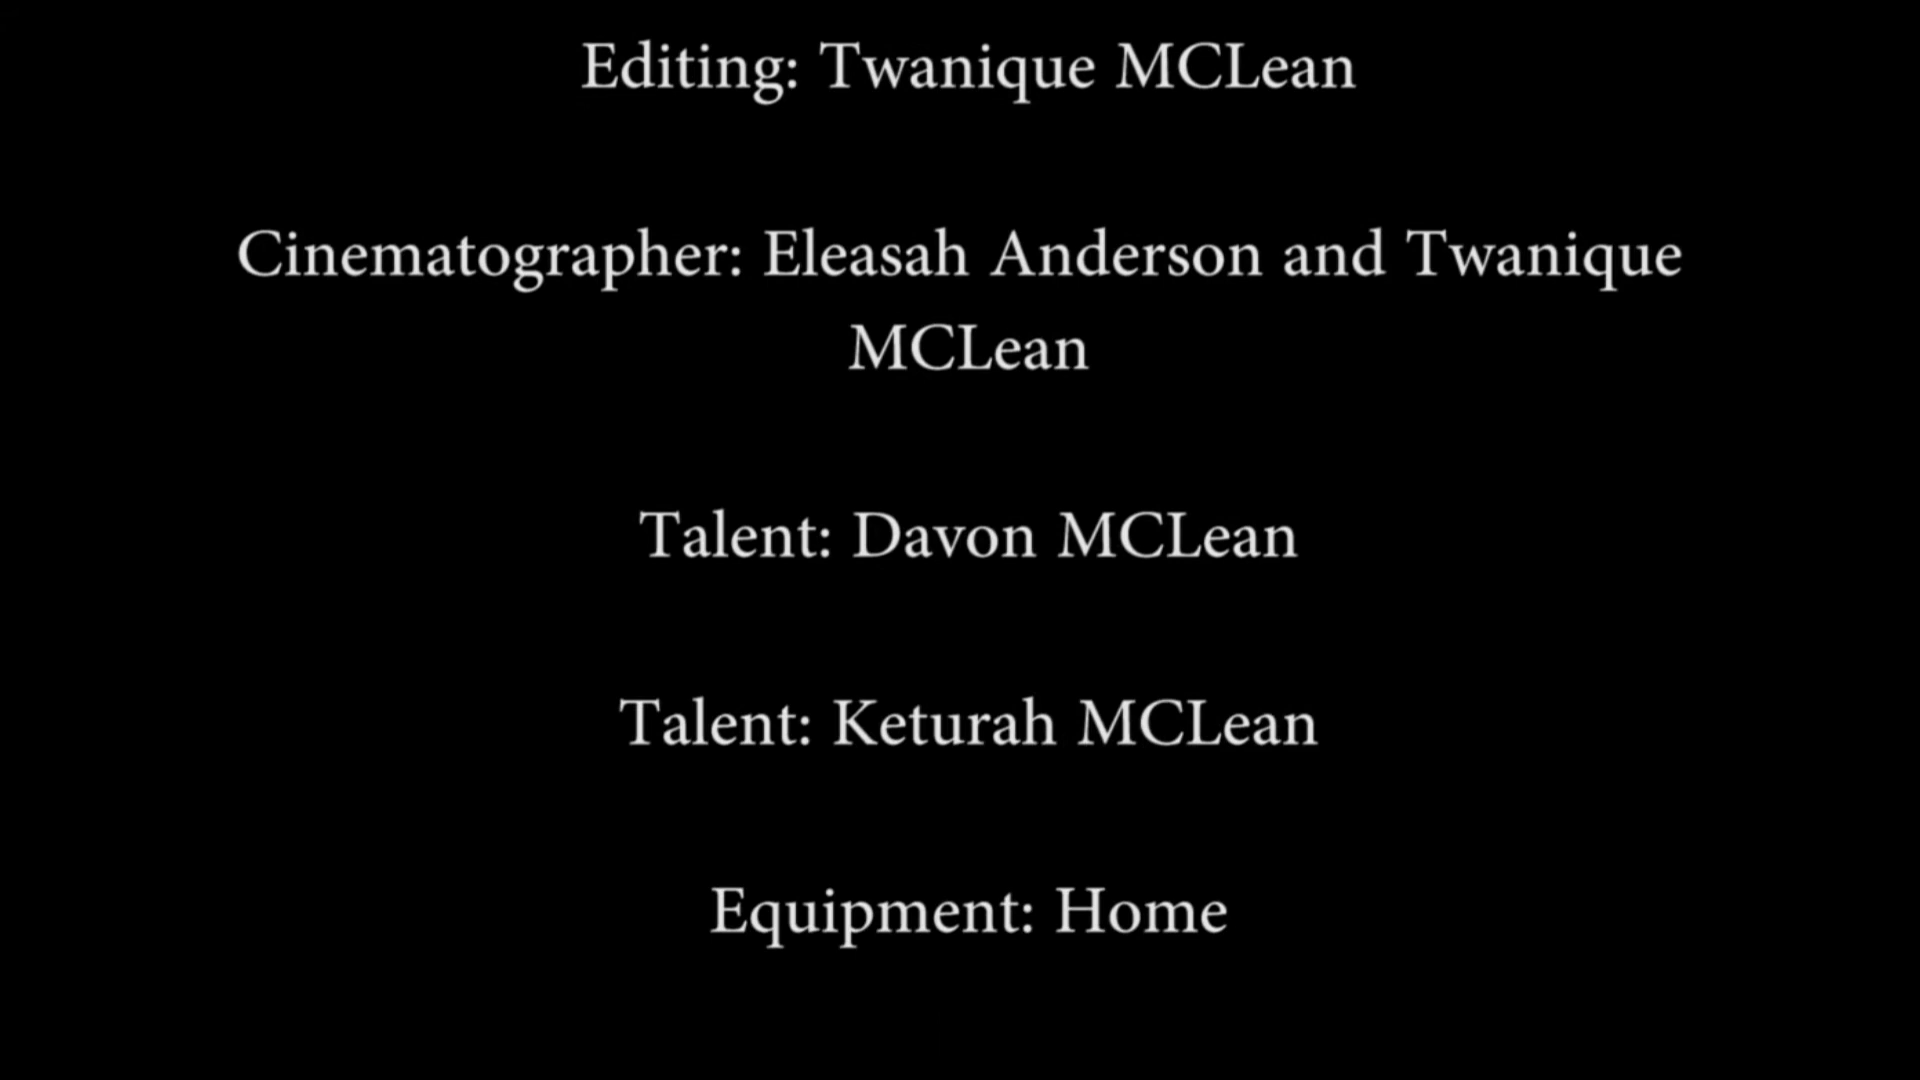 Editing: Twanique MCLean
Cinematographer: Eleasah Anderson and Twanique
MCLean
Talent: Davon MCLean
Talent: Keturah MCLean
Equipment: Home